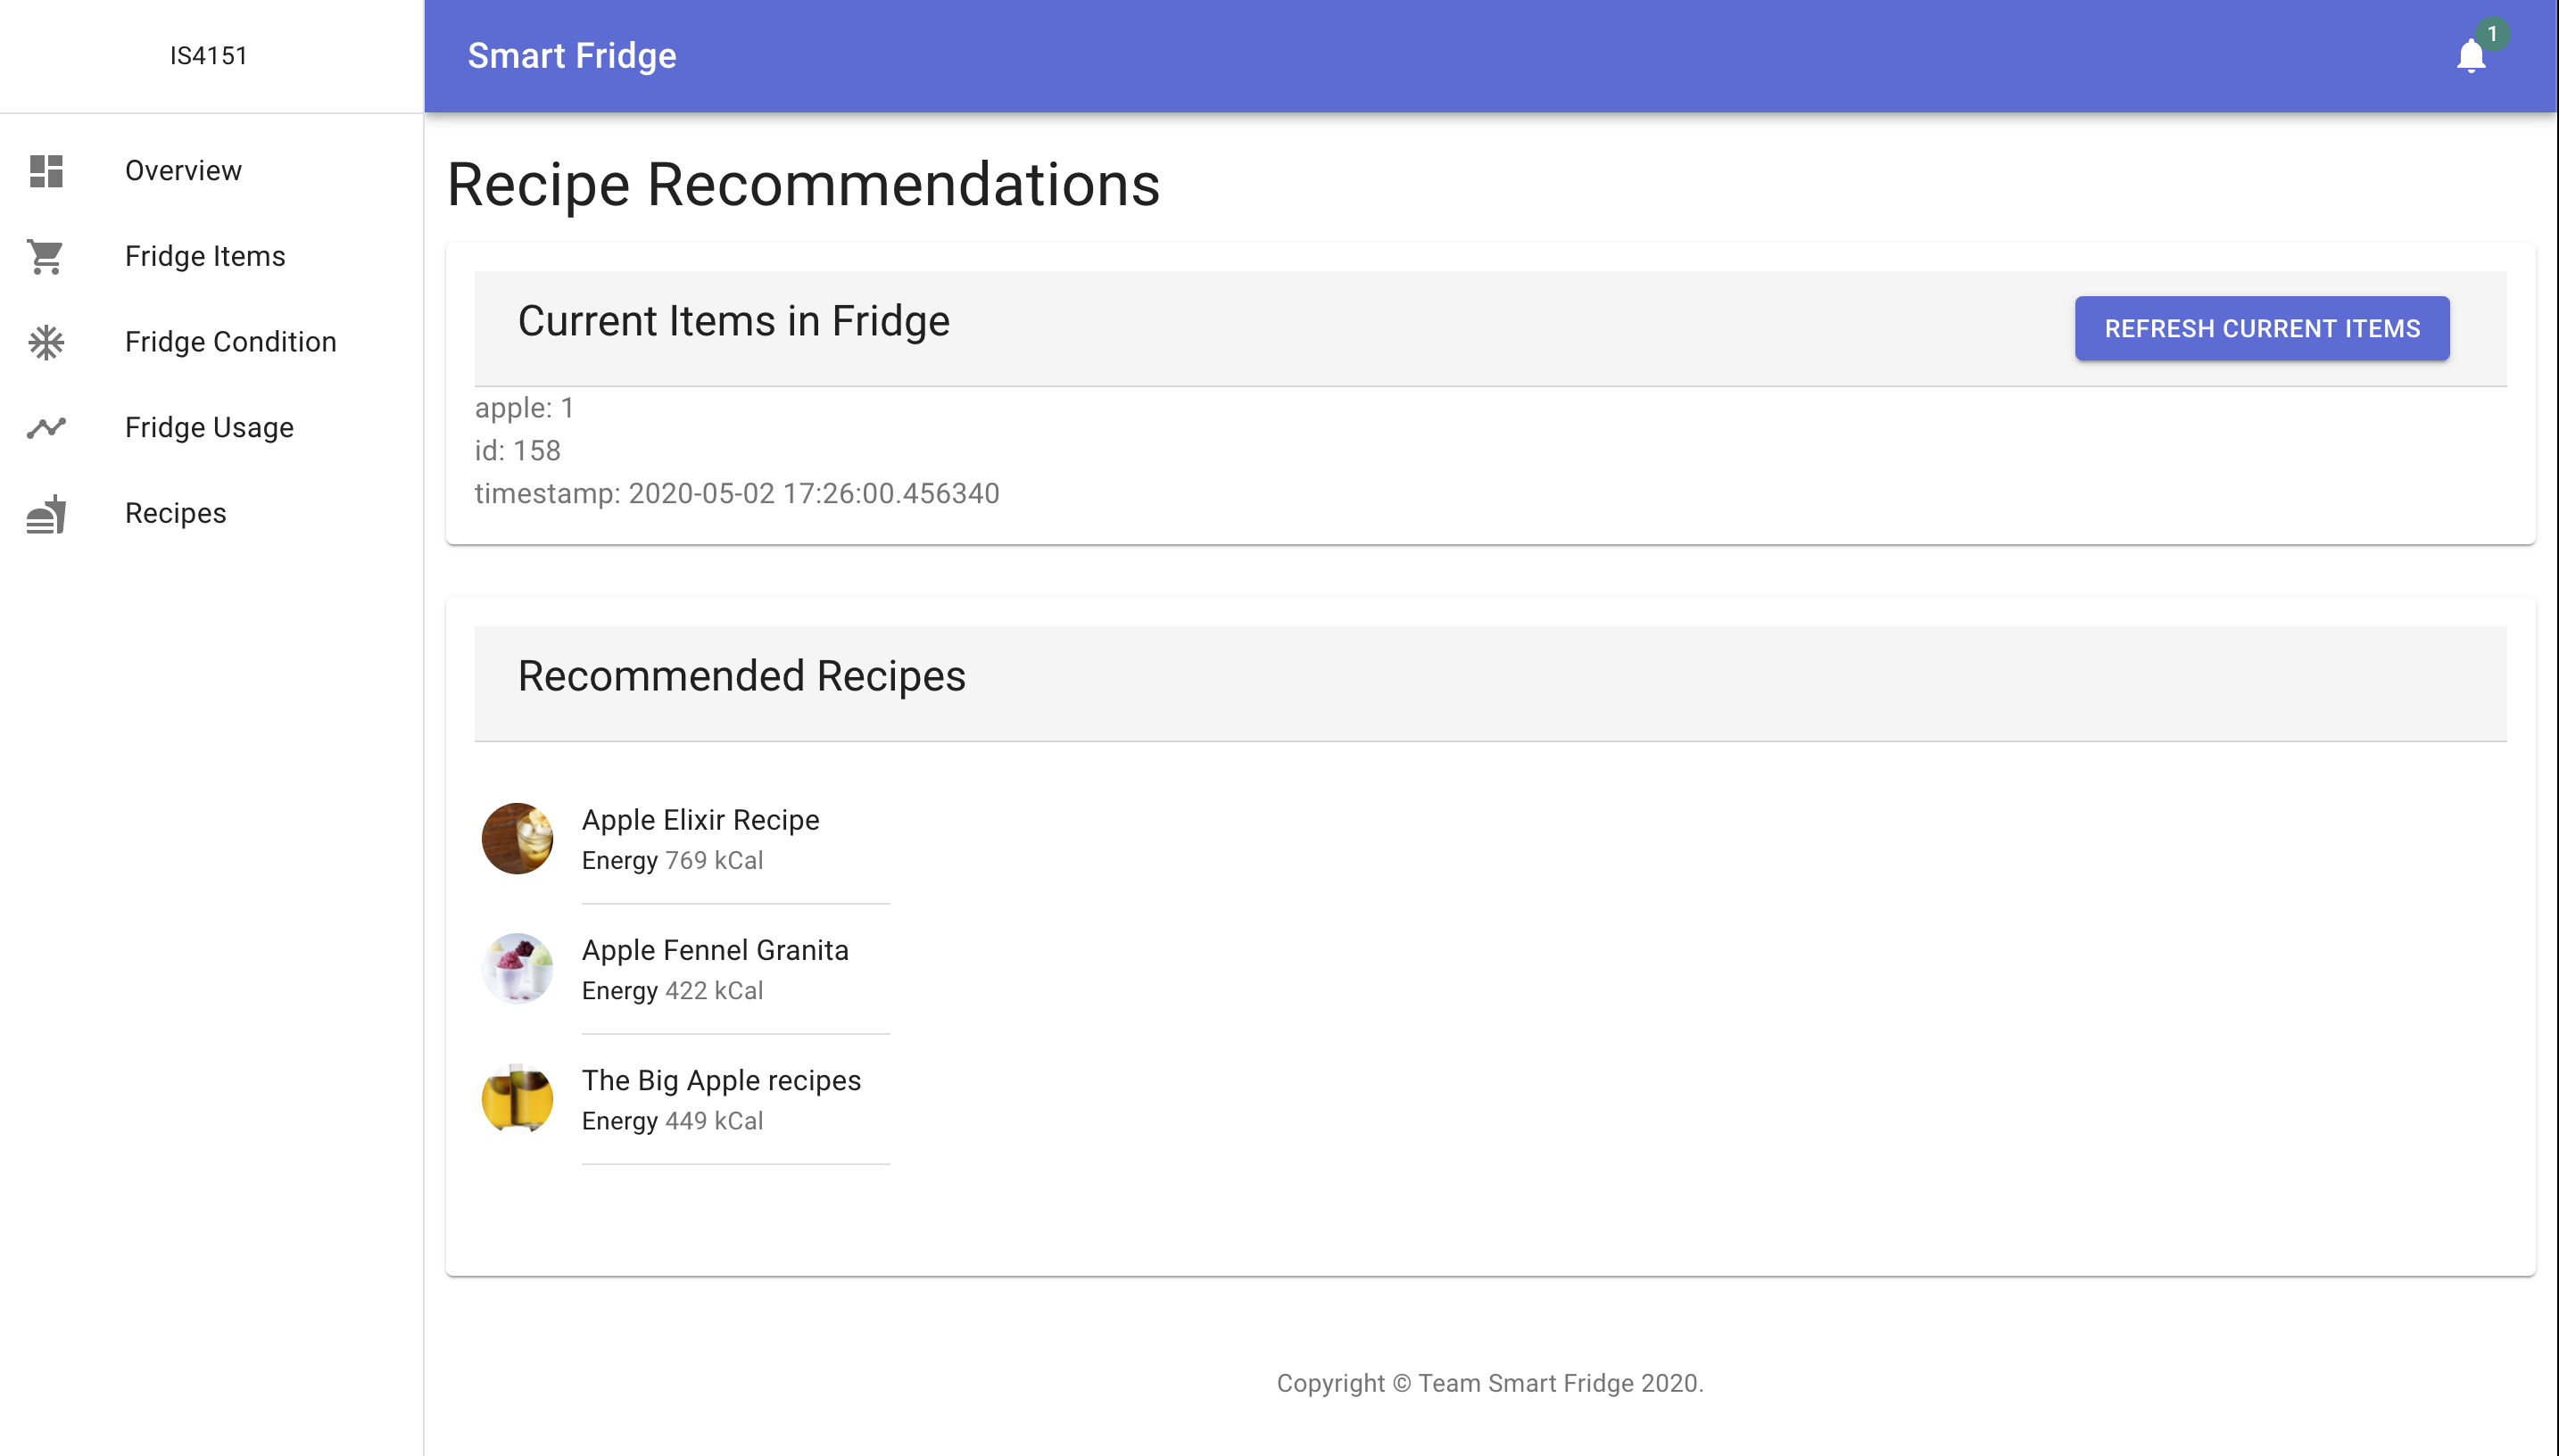 IS4151
Smart Fridge
1
Overview
Fridge Items
Fridge Condition
Fridge Usage
Recipes
Recipe Recommendations
Current Items in Fridge
REFRESH CURRENT ITEMS
apple: 1
id: 158
timestamp: 2020-05-02 17:26:00.456340
Recommended Recipes
Apple Elixir Recipe
Energy 769 kCal
Apple Fennel Granita
Energy 422 kCal
The Big Apple recipes
Energy 449 kCal
Copyright © Team Smart Fridge 2020.